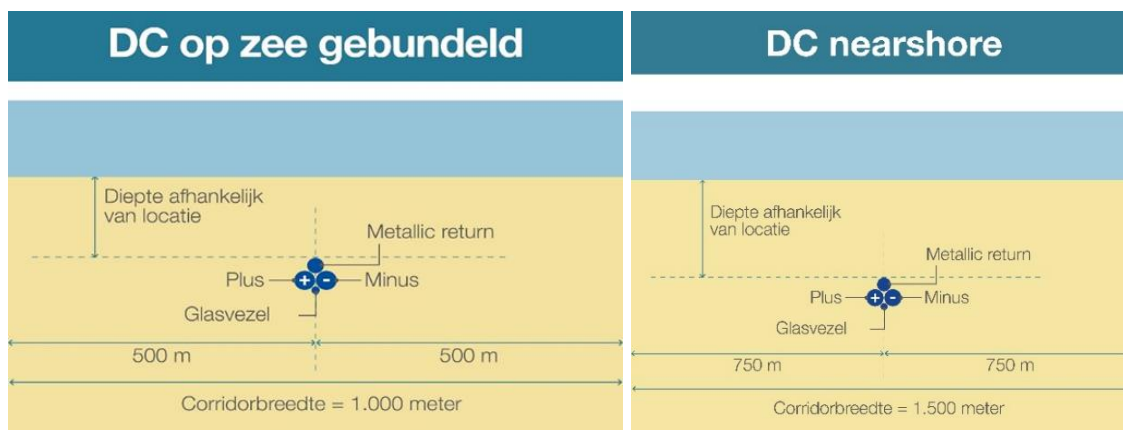 DC op zee gebundeld
Diepte afhankelijk
van locatie
Metallic return
Plus
+
-
Minus
Glasvezel
500 m
500 m
Corridorbreedte = 1.000 meter
DC nearshore
Diepte afhankelijk
van locatie
Metallic return
Plus
+
-
Minus
Glasvezel
750 m
750 m
Corridorbreedte = 1.500 meter